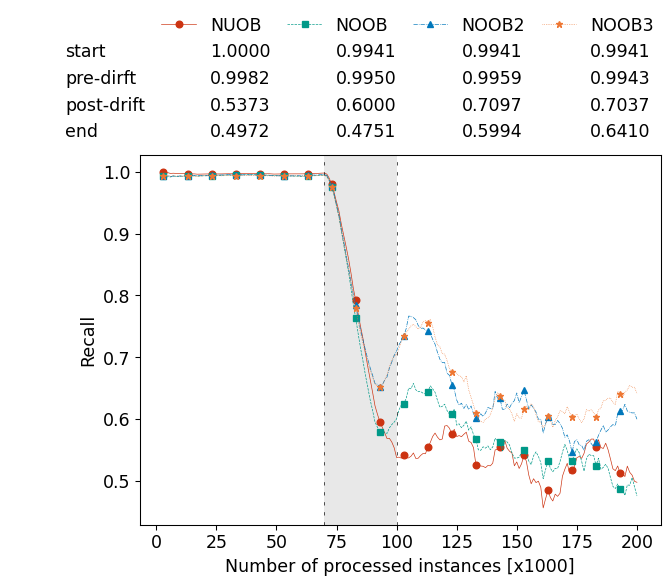 NUOB NOOB NOOB2 NOOB3
start 1.0000 0.9941 0.9941 0.9941
pre-dirft 0.9982 0.9950 0.9959 0.9943
post-drift 0.5373 0.6000 0.7097 0.7037
end 0.4972 0.4751 0.5994 0.6410
1.0
0.9
0.8
0.7
0.6
0.5
Recall
0 25 50 75 100 125 150 175 200
Number of processed instances [x1000]